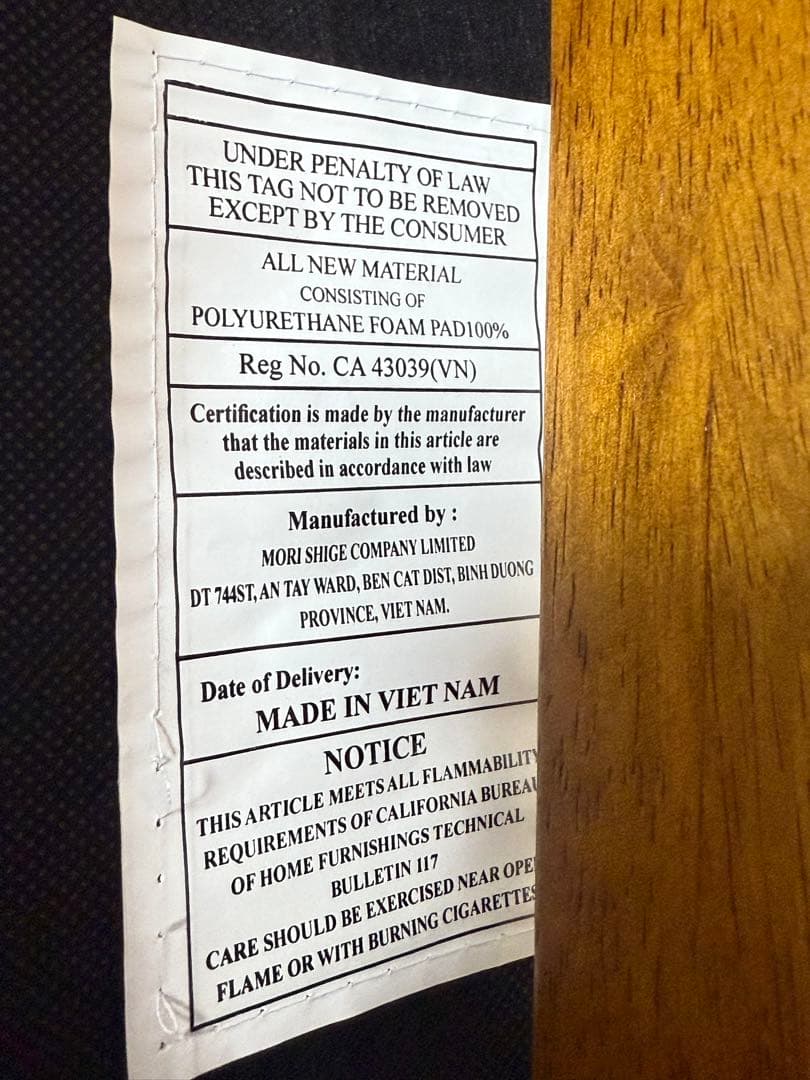 UNDER PENALTY OF LAW
THIS TAG NOT TO BE REMOVED
EXCEPT BY THE CONSUMER
ALL NEW MATERIAL
CONSISTING OF
POLYURETHANE FOAM PAD100%
Reg No. CA 43039(VN)
Certification is made by the manufacturer
that the materials in this article are
described in accordance with law
Manufactured by :
MORI SHIGE COMPANY LIMITED
DT 744ST, AN TAY WARD, BEN CAT DIST, BINH DUONG
PROVINCE, VIET NAM.
Date of Delivery:
MADE IN VIET NAM
NOTICE
THIS ARTICLE MEETS ALL FLAMMABILITY
REQUIREMENTS OF CALIFORNIA BUREAU
OF HOME FURNISHINGS TECHNICAL
BULLETIN 117
CARE SHOULD BE EXERCISED NEAR OPE
FLAME OR WITH BURNING CIGARETTES